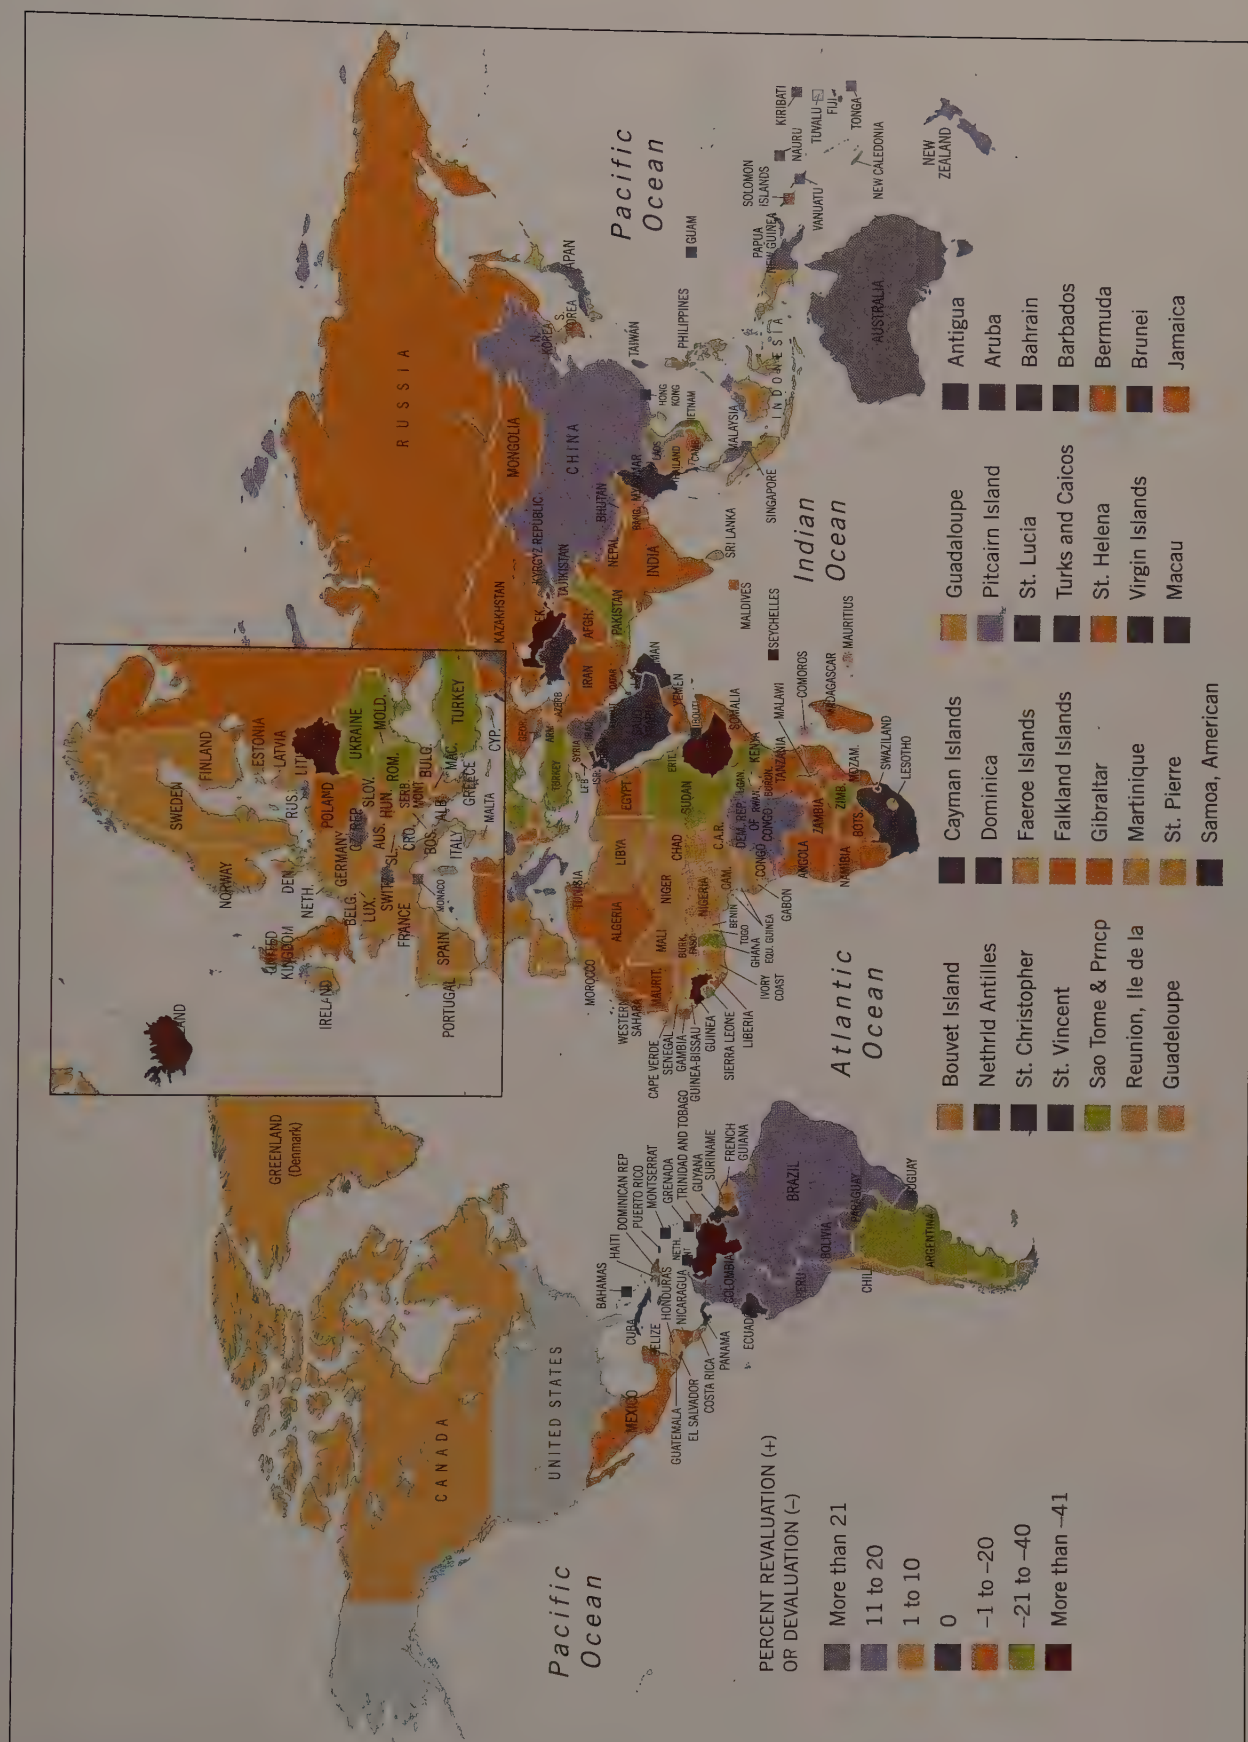 GREENLAND
(Denmark)
CANADA
UNITED STATES
MEXICO
GUATEMALA
EL SALVADOR
COSTA RICA
PANAMA
BELIZE
HONDURAS
NICARAGUA
CUBA
BAHAMAS
HAITI
DOMINICAN REP
PUERTO RICO
MONTSERRAT
GRENADA
TRINIDAD AND TOBAGO
GUYANA
SURINAME
FRENCH
GUIANA
NETH.
COLOMBIA
PERU
BRAZIL
BOLIVIA
PARAGUAY
CHILE
ARGENTINA
Pacific
Ocean
Atlantic
Ocean
Indian
Ocean
Pacific
Ocean
NORWAY
SWEDEN
FINLAND
ESTONIA
LATVIA
RUS.
DEN.
NETH.
UNITED
KINGDOM
IRELAND
BELG.
LUX.
GERMANY
POLAND
UKRAINE
MOLD.
SLOV.
AUS.
HUN.
ROM.
FRANCE
CRO.
BOS.
SERB.
MONT.
BULG.
MAC.
ALB.
ITALY
GREECE
TURKEY
MONACO
SPAIN
PORTUGAL
MALTA
CYP.
RUSSIA
KAZAKHSTAN
MONGOLIA
CHINA
KYRGYZ REPUBLIC
TAJIKISTAN
AFGH.
PAKISTAN
NEPAL
BHUTAN
INDIA
SRI LANKA
MALDIVES
IRAN
AZERB
ARM.
TURKEY
SYRIA
LEB
YEMEN
THAILAND
VIETNAM
LAOS
HONG
KONG
TAIWAN
N.
KOREA
S.
KOREA
PHILIPPINES
MALAYSIA
SINGAPORE
INDONESIA
GUAM
PAPUA
NEW GUINEA
SOLOMON
ISLANDS
NAURU
KIRIBATI
TUVALU
FIJI
TONGA
VANUATU
NEW CALEDONIA
AUSTRALIA
NEW
ZEALAND
MOROCCO
WESTERN
SAHARA
ALGERIA
TUNISIA
LIBYA
EGYPT
MAURIT.
MALI
NIGER
CHAD
SUDAN
ERIT.
CAPE VERDE
SENEGAL
GAMBIA
GUINEA-BISSAU
GUINEA
SIERRA LEONE
LIBERIA
IVORY
COAST
BURK.
FASO
GHANA
TOGO
BENIN
NIGERIA
CAM.
C.A.R.
EQU. GUINEA
GABON
CONGO
DEM. REP.
OF
CONGO
SOMALIA
KENYA
TANZANIA
MALAWI
COMOROS
SEYCHELLES
MAURITIUS
MADAGASCAR
ANGOLA
ZAMBIA
ZIMB.
MOZAM.
NAMIBIA
BOTS.
SWAZILAND
LESOTHO
PERCENT REVALUATION (+)
OR DEVALUATION (–)
More than 21
11 to 20
1 to 10
0
–1 to –20
–21 to –40
More than –41
Bouvet Island
Nethrld Antilles
St. Christopher
St. Vincent
Sao Tome & Prncp
Reunion, Ile de la
Guadeloupe
Cayman Islands
Dominica
Faeroe Islands
Falkland Islands
Gibraltar
Martinique
St. Pierre
Samoa, American
Guadaloupe
Pitcairn Island
St. Lucia
Turks and Caicos
St. Helena
Virgin Islands
Macau
Antigua
Aruba
Bahrain
Barbados
Bermuda
Brunei
Jamaica